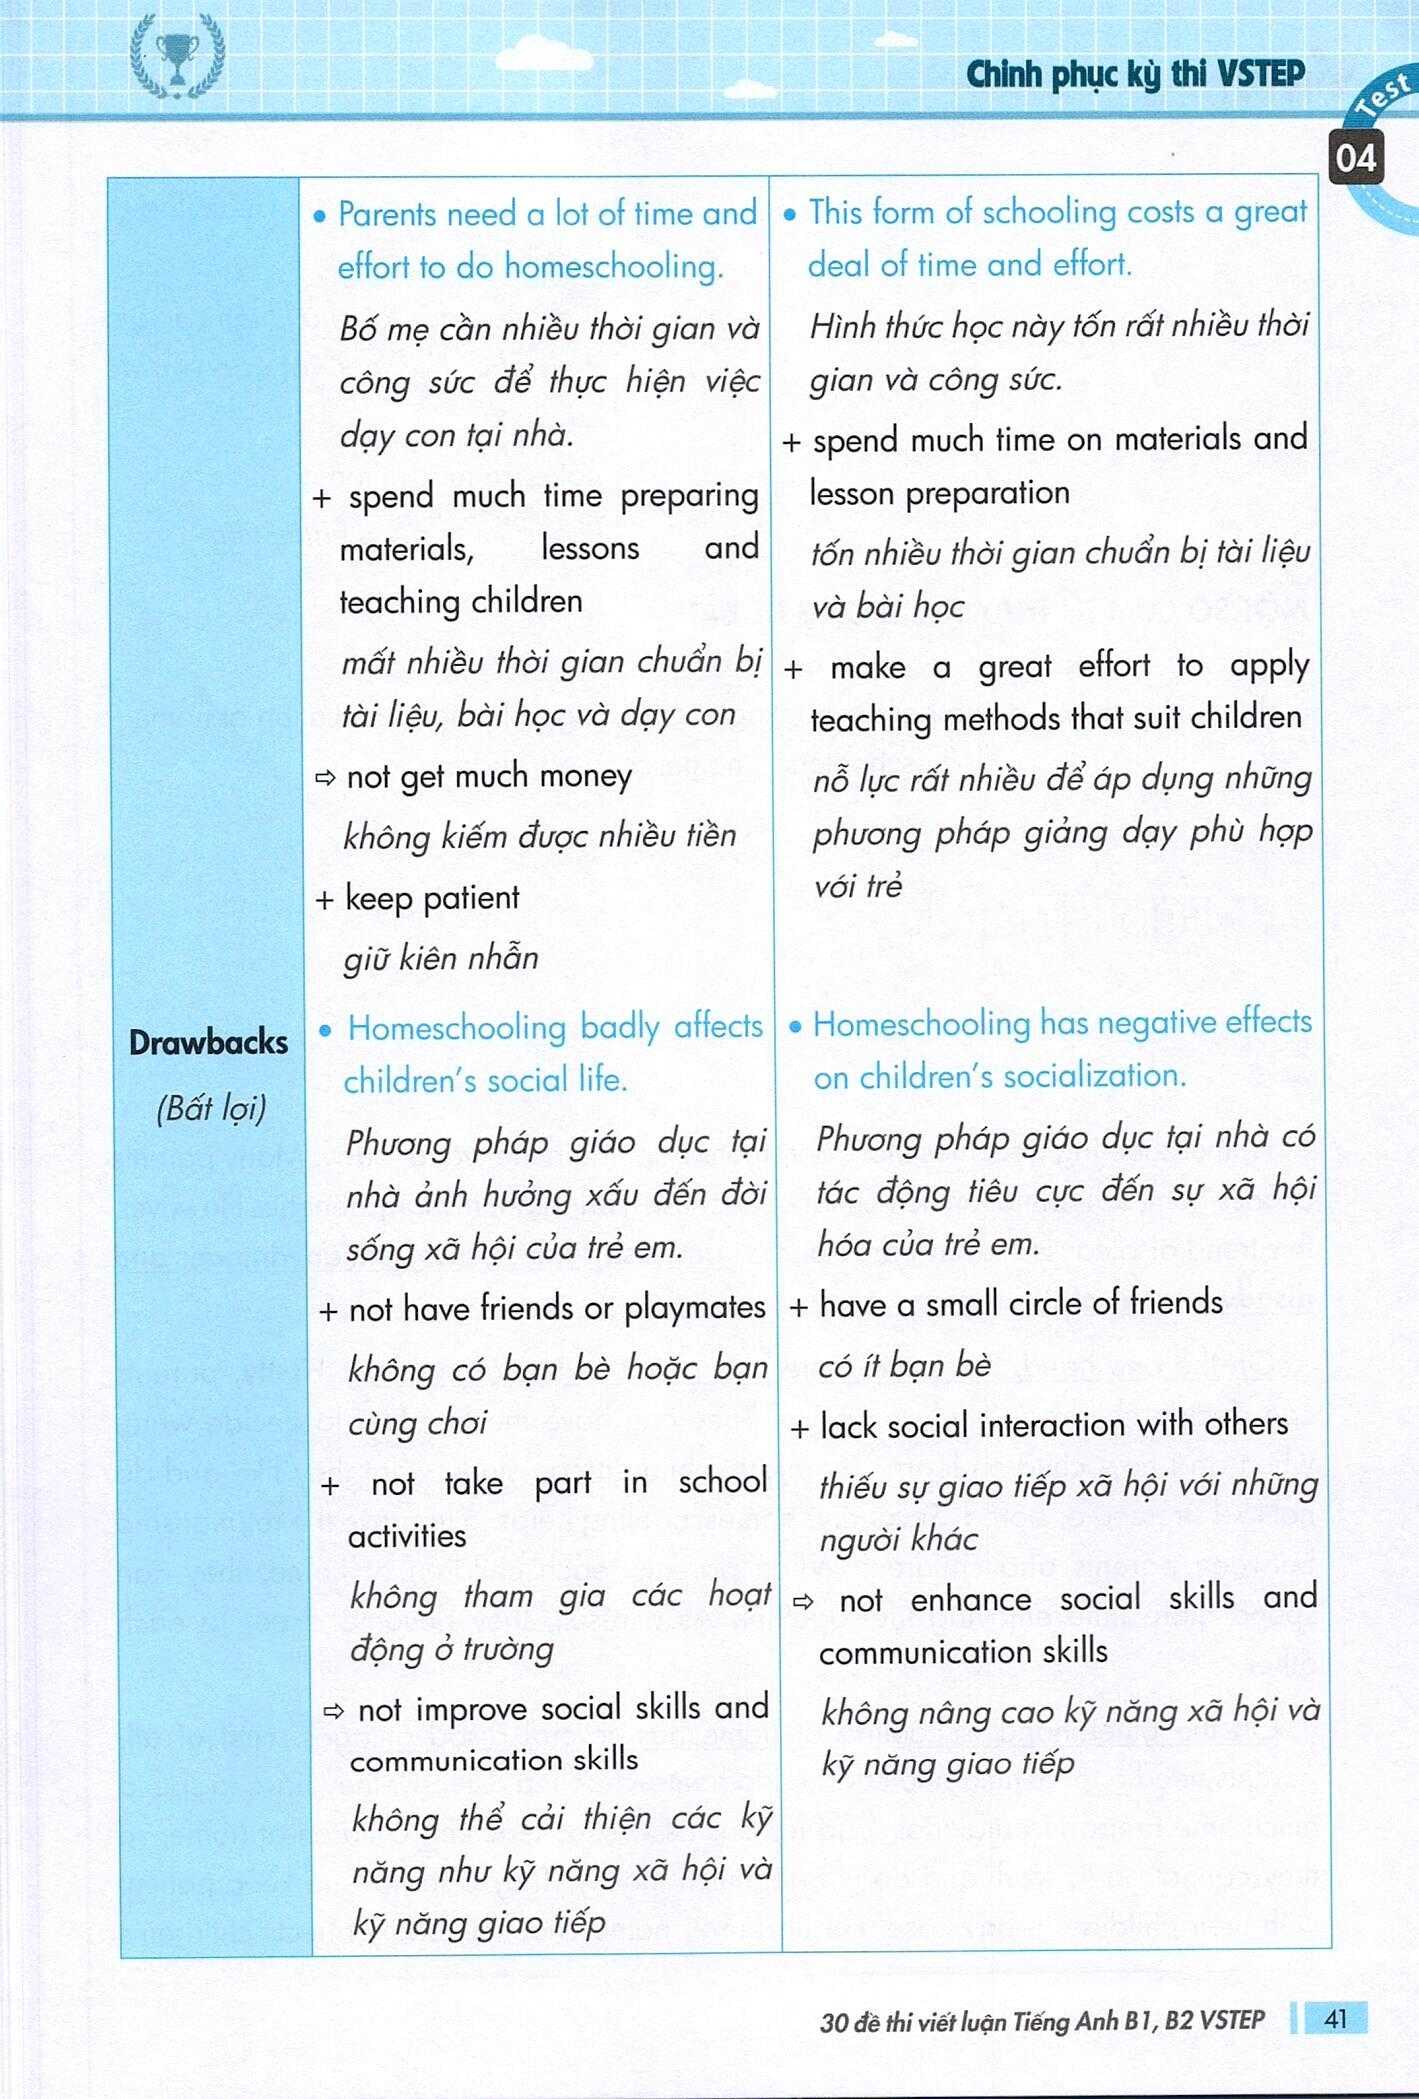 Chinh phục kỳ thi VSTEP
Test
04
• Parents need a lot of time and
effort to do homeschooling.
Bố mẹ cần nhiều thời gian và
công sức để thực hiện việc
dạy con tại nhà.
+ spend much time preparing
materials, lessons and
teaching children
mất nhiều thời gian chuẩn bị
tài liệu, bài học và dạy con
⇨ not get much money
không kiếm được nhiều tiền
+ keep patient
giữ kiên nhẫn
• This form of schooling costs a great
deal of time and effort.
Hình thức học này tốn rất nhiều thời
gian và công sức.
+ spend much time on materials and
lesson preparation
tốn nhiều thời gian chuẩn bị tài liệu
và bài học
+ make a great effort to apply
teaching methods that suit children
nỗ lực rất nhiều để áp dụng những
phương pháp giảng dạy phù hợp
với trẻ
Drawbacks
(Bất lợi)
• Homeschooling badly affects
children's social life.
Phương pháp giáo dục tại
nhà ảnh hưởng xấu đến đời
sống xã hội của trẻ em.
+ not have friends or playmates
không có bạn bè hoặc bạn
cùng chơi
+ not take part in school
activities
không tham gia các hoạt
động ở trường
⇨ not improve social skills and
communication skills
không thể cải thiện các kỹ
năng như kỹ năng xã hội và
kỹ năng giao tiếp
• Homeschooling has negative effects
on children's socialization.
Phương pháp giáo dục tại nhà có
tác động tiêu cực đến sự xã hội
hóa của trẻ em.
+ have a small circle of friends
có ít bạn bè
+ lack social interaction with others
thiếu sự giao tiếp xã hội với những
người khác
⇨ not enhance social skills and
communication skills
không nâng cao kỹ năng xã hội và
kỹ năng giao tiếp
30 đề thi viết luận Tiếng Anh B1, B2 VSTEP
41